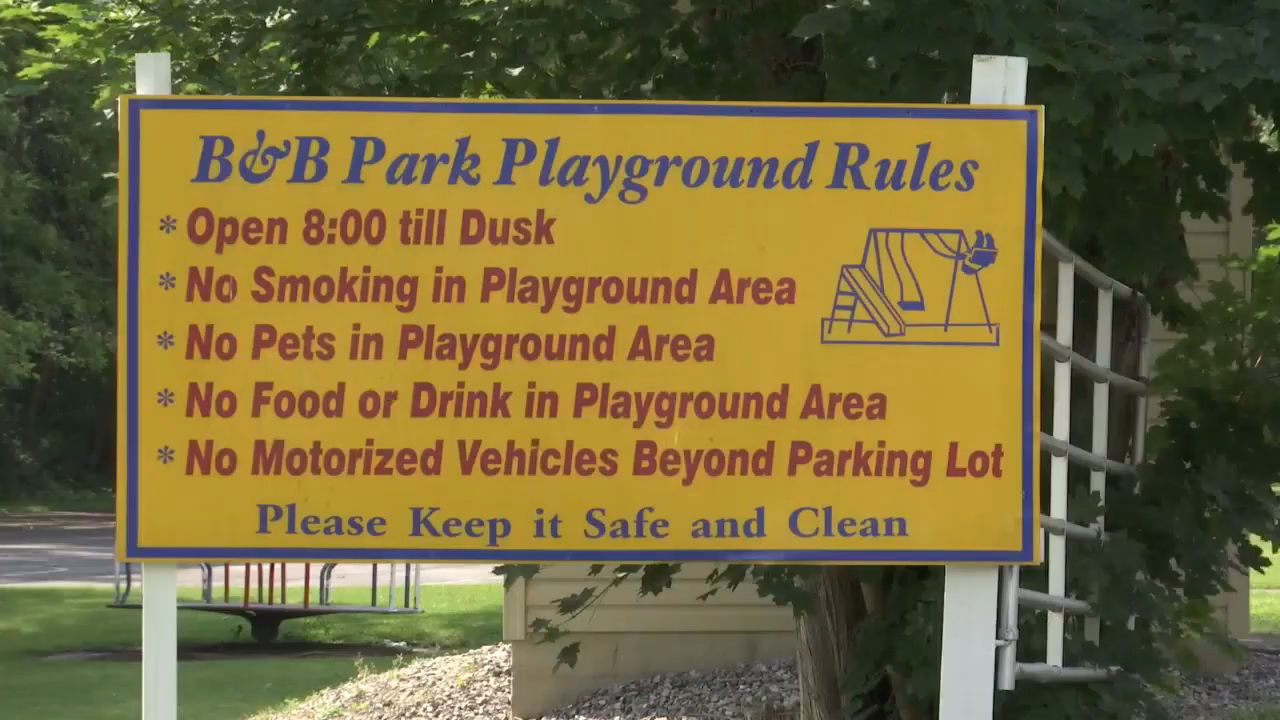 B&B Park Playground Rules
* Open 8:00 till Dusk
* No Smoking in Playground Area
* No Pets in Playground Area
* No Food or Drink in Playground Area
* No Motorized Vehicles Beyond Parking Lot
Please Keep it Safe and Clean